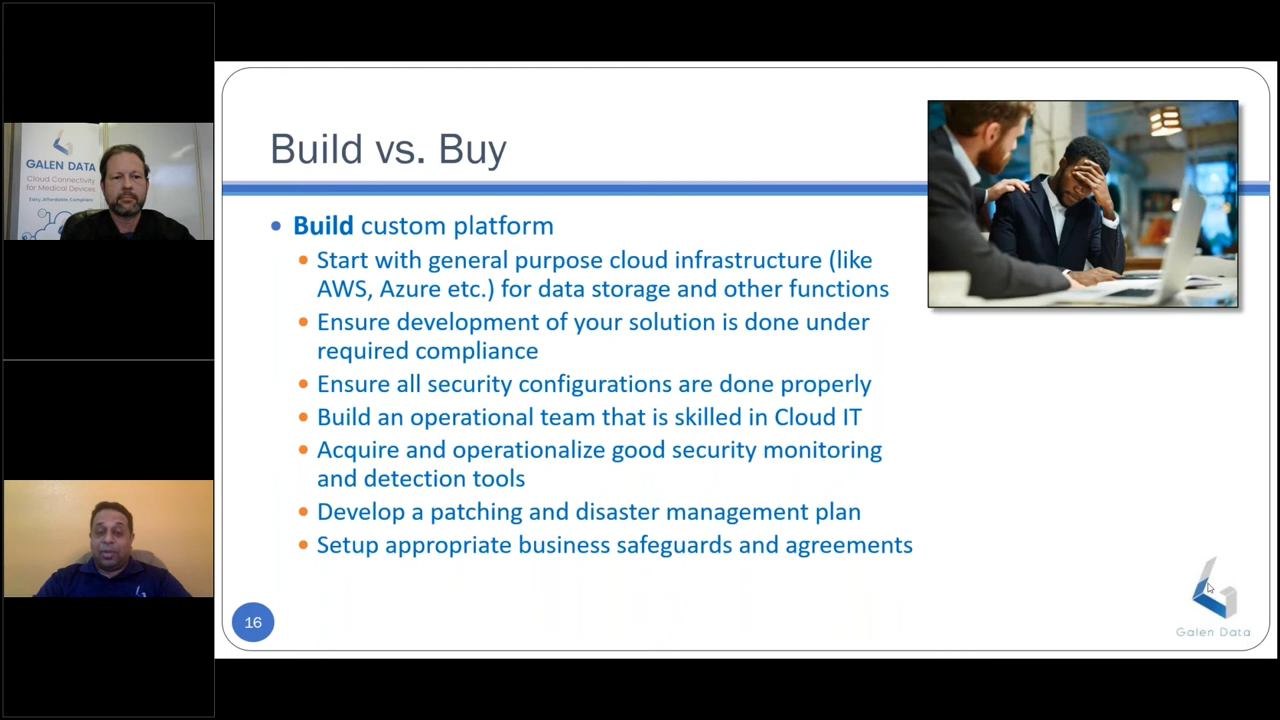 GALEN DATA
Cloud Connectivity
for Medical Devices
Easy. Affordable. Compliant
Build vs. Buy
Build custom platform
Start with general purpose cloud infrastructure (like
AWS, Azure etc.) for data storage and other functions
Ensure development of your solution is done under
required compliance
Ensure all security configurations are done properly
Build an operational team that is skilled in Cloud IT
Acquire and operationalize good security monitoring
and detection tools
Develop a patching and disaster management plan
Setup appropriate business safeguards and agreements
16
Galen Data